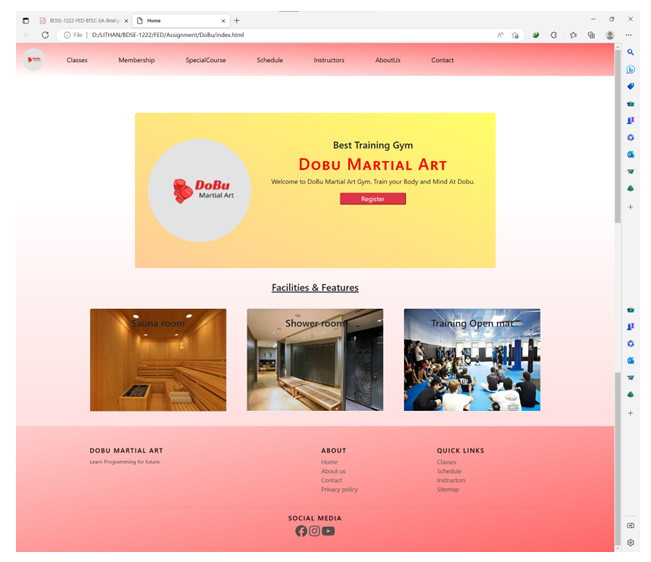 BDSE-1222-FED-BTEC-SA-Brief
Home
File
D:/LITHAN/BDSE-1222/FED/Assignment/DoBu/index.html
Classes
Membership
SpecialCourse
Schedule
Instructors
AboutUs
Contact
DoBu
Martial Art
Best Training Gym
DOBU MARTIAL ART
Welcome to DoBu Martial Art Gym. Train your Body and Mind At Dobu.
Register
Facilities & Features
Sauna room
Shower room
Training Open mat
DOBU MARTIAL ART
Learn Programming for future.
ABOUT
Home
About us
Contact
Privacy policy
QUICK LINKS
Classes
Schedule
Instructors
Sitemap
SOCIAL MEDIA